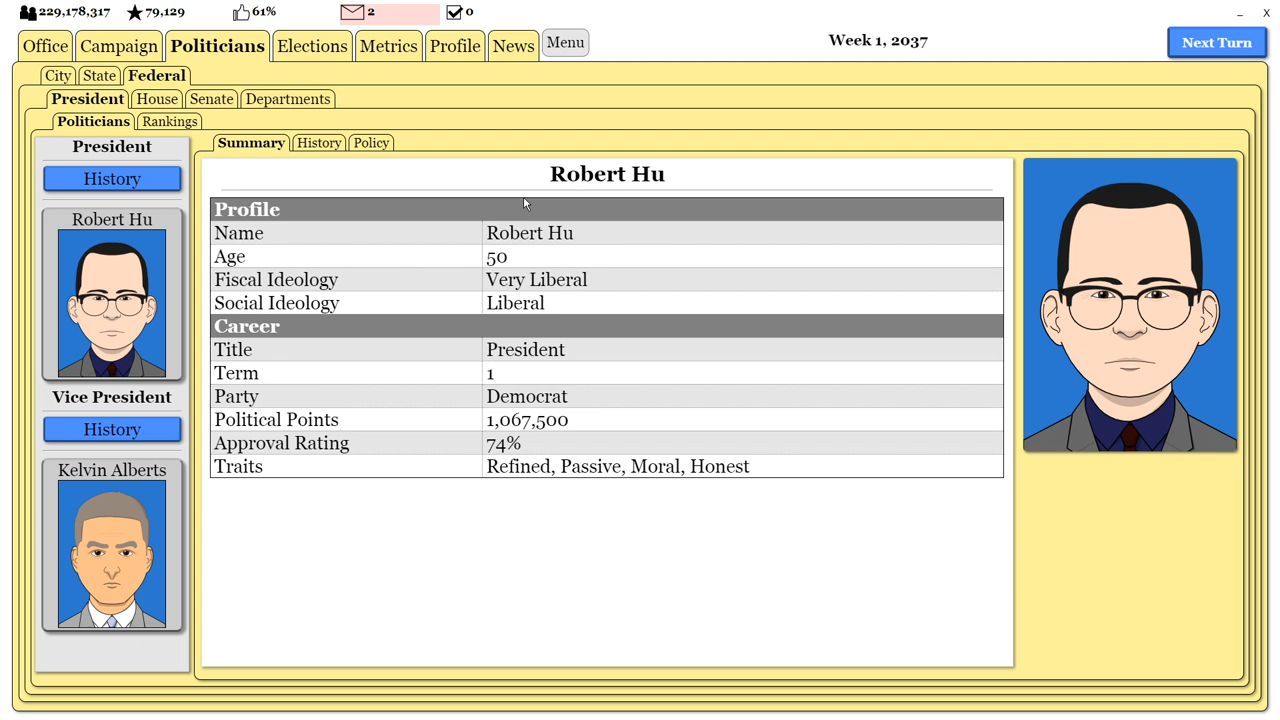 229,178,317 79,129 61% 2 0
_ X
Office Campaign Politicians Elections Metrics Profile News Menu Week 1, 2037 Next Turn
City State Federal
President House Senate Departments
Politicians Rankings
President
History
Robert Hu
Vice President
History
Kelvin Alberts
Summary History Policy
Robert Hu
Profile
Name Robert Hu
Age 50
Fiscal Ideology Very Liberal
Social Ideology Liberal
Career
Title President
Term 1
Party Democrat
Political Points 1,067,500
Approval Rating 74%
Traits Refined, Passive, Moral, Honest